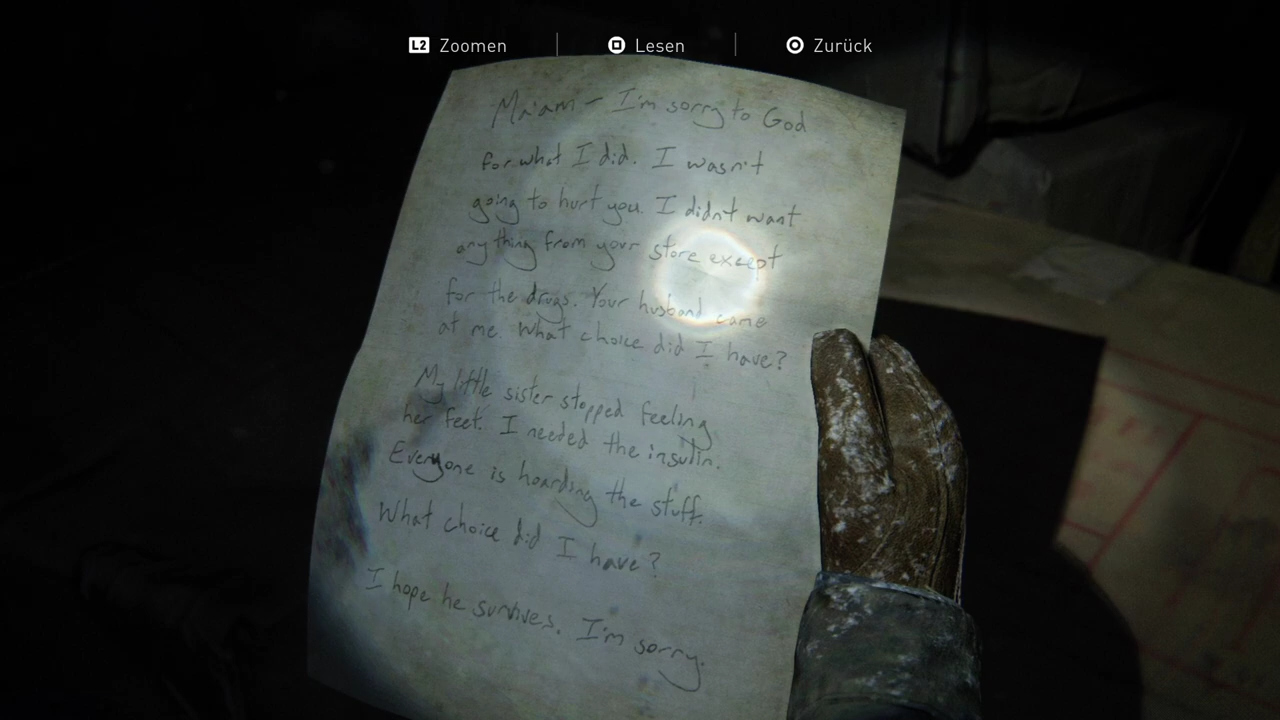 L2 Zoomen
Lesen
Zurück
Ma'am – I'm sorry to God
for what I did. I wasn't
going to hurt you. I didnt want
anything from your store except
for the drugs. Your husband came
at me. What choice did I have?
My little sister stopped feeling
her feet. I needed the insulin.
Everyone is hoarding the stuff.
What choice did I have?
I hope he survives. I'm sorry.